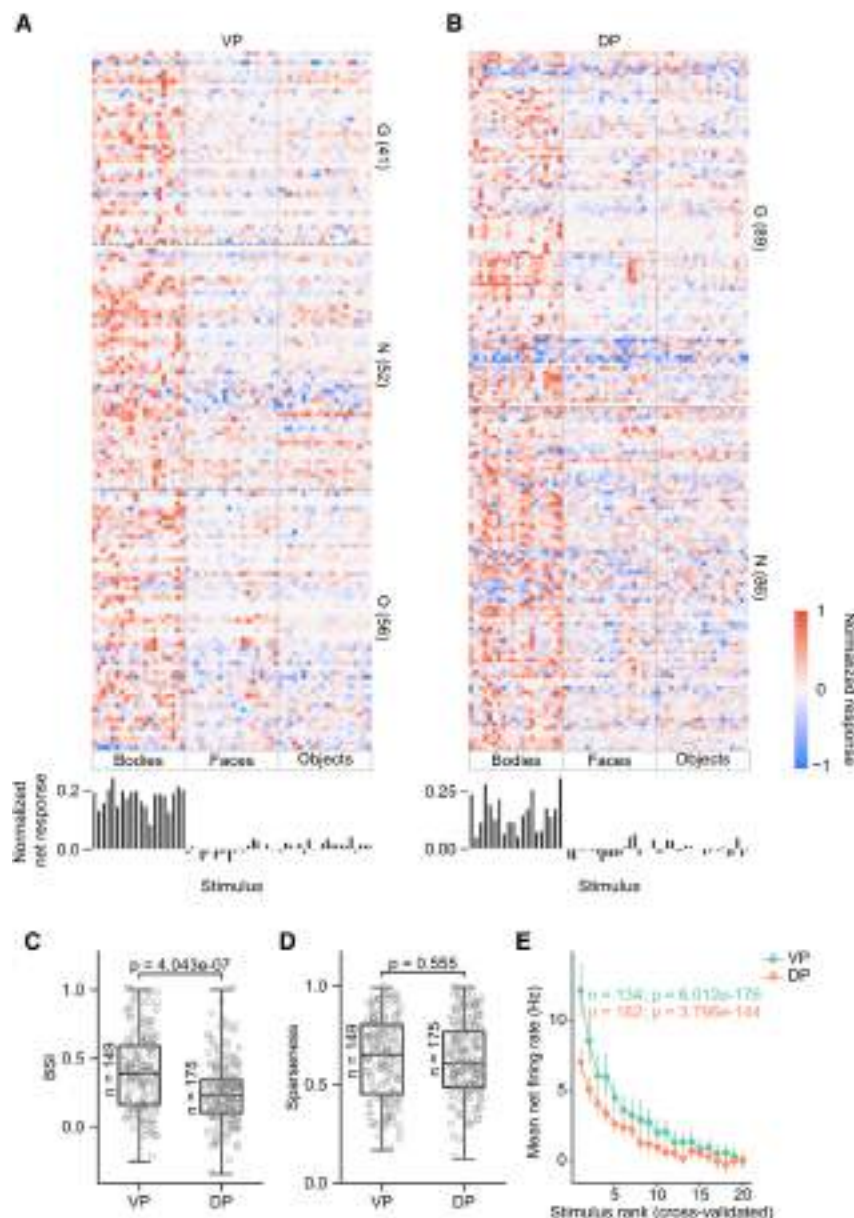 A
VP
G (41)
N (52)
O (56)
Bodies
Faces
Objects
Normalized
net response
0.2
0.0
Stimulus
B
DP
G (89)
N (86)
Bodies
Faces
Objects
0.25
0.00
Stimulus
1
0
−1
Normalized response
C
p = 4.043e-07
1.0
0.5
0.0
BSI
n = 149
n = 175
VP
DP
D
p = 0.555
1.0
0.5
0.0
Sparseness
n = 149
n = 175
VP
DP
E
VP
DP
Mean net firing rate (Hz)
10
5
0
5
10
15
20
Stimulus rank (cross-validated)